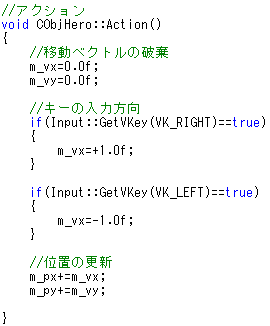 //アクション
void CObjHero::Action()
{
//移動ベクトルの破棄
m_vx=0.0f;
m_vy=0.0f;
//キーの入力方向
if(Input::GetVKey(VK_RIGHT)==true)
{
m_vx=+1.0f;
}
if(Input::GetVKey(VK_LEFT)==true)
{
m_vx=-1.0f;
}
//位置の更新
m_px+=m_vx;
m_py+=m_vy;
}